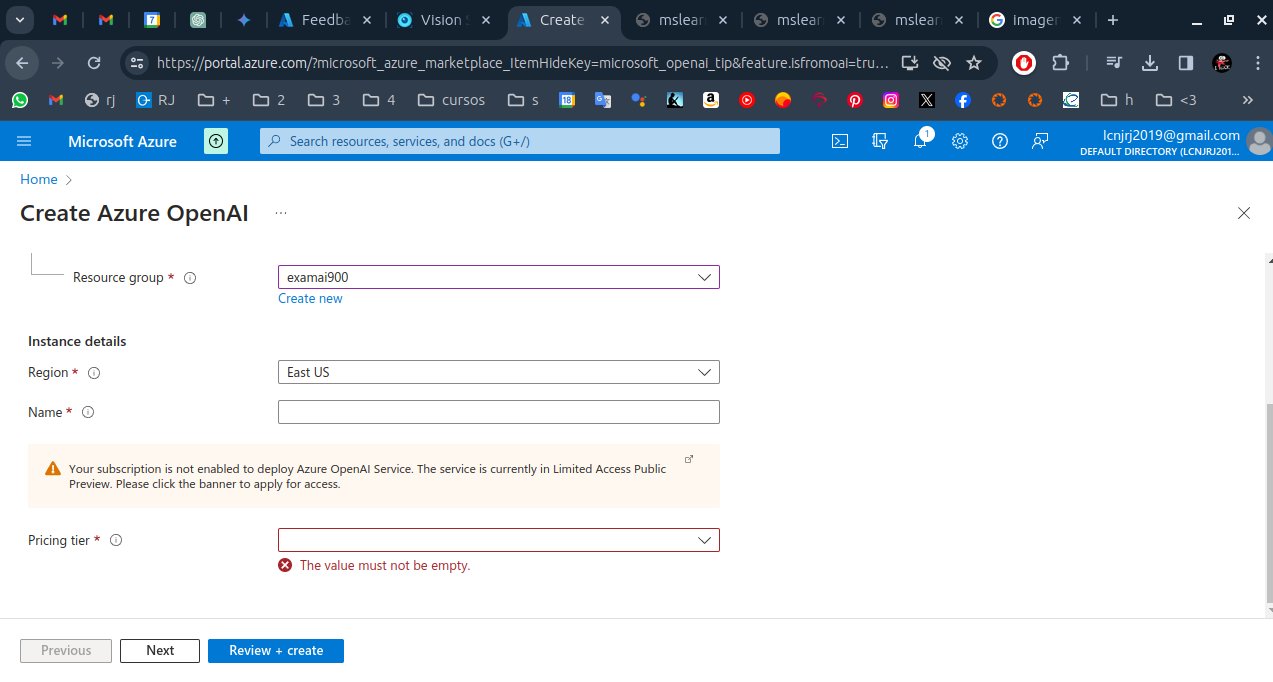 Feedba
Vision S
Create
mslear
mslear
mslear
Imager
https://portal.azure.com/?microsoft_azure_marketplace_ItemHideKey=microsoft_openai_tip&feature.isfromoai=tru...
rj
RJ
+
2
3
4
cursos
s
h
<3
Microsoft Azure
Search resources, services, and docs (G+/)
1
lcnjrj2019@gmail.com
DEFAULT DIRECTORY (LCNJRJ201...
Home
Create Azure OpenAI
...
Resource group *
examai900
Create new
Instance details
Region *
East US
Name *
Your subscription is not enabled to deploy Azure OpenAI Service. The service is currently in Limited Access Public
Preview. Please click the banner to apply for access.
Pricing tier *
The value must not be empty.
Previous
Next
Review + create